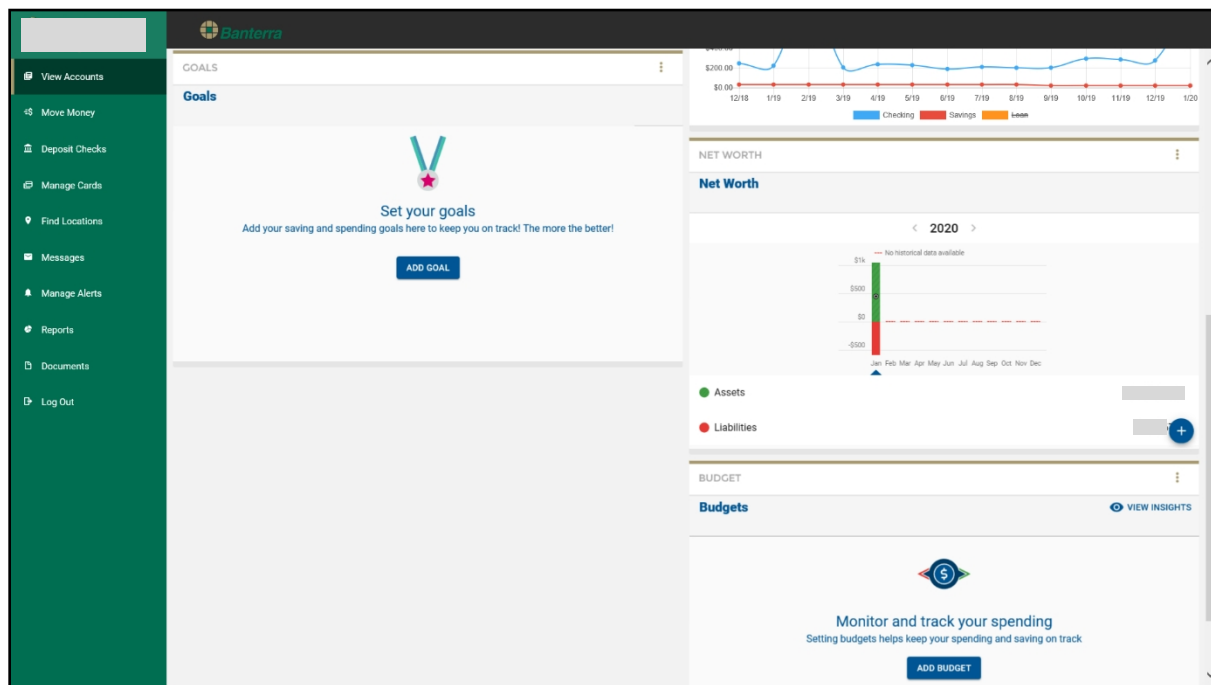 Banterra
View Accounts
Move Money
Deposit Checks
Manage Cards
Find Locations
Messages
Manage Alerts
Reports
Documents
Log Out
GOALS
Goals
Set your goals
Add your saving and spending goals here to keep you on track! The more the better!
ADD GOAL
$200.00
$0.00
12/18 1/19 2/19 3/19 4/19 5/19 6/19 7/19 8/19 9/19 10/19 11/19 12/19 1/20
Checking Savings Loan
NET WORTH
Net Worth
< 2020 >
No historical data available
$1k
$500
$0
-$500
Jan Feb Mar Apr May Jun Jul Aug Sep Oct Nov Dec
Assets
Liabilities
+
BUDGET
Budgets
VIEW INSIGHTS
$
Monitor and track your spending
Setting budgets helps keep your spending and saving on track
ADD BUDGET